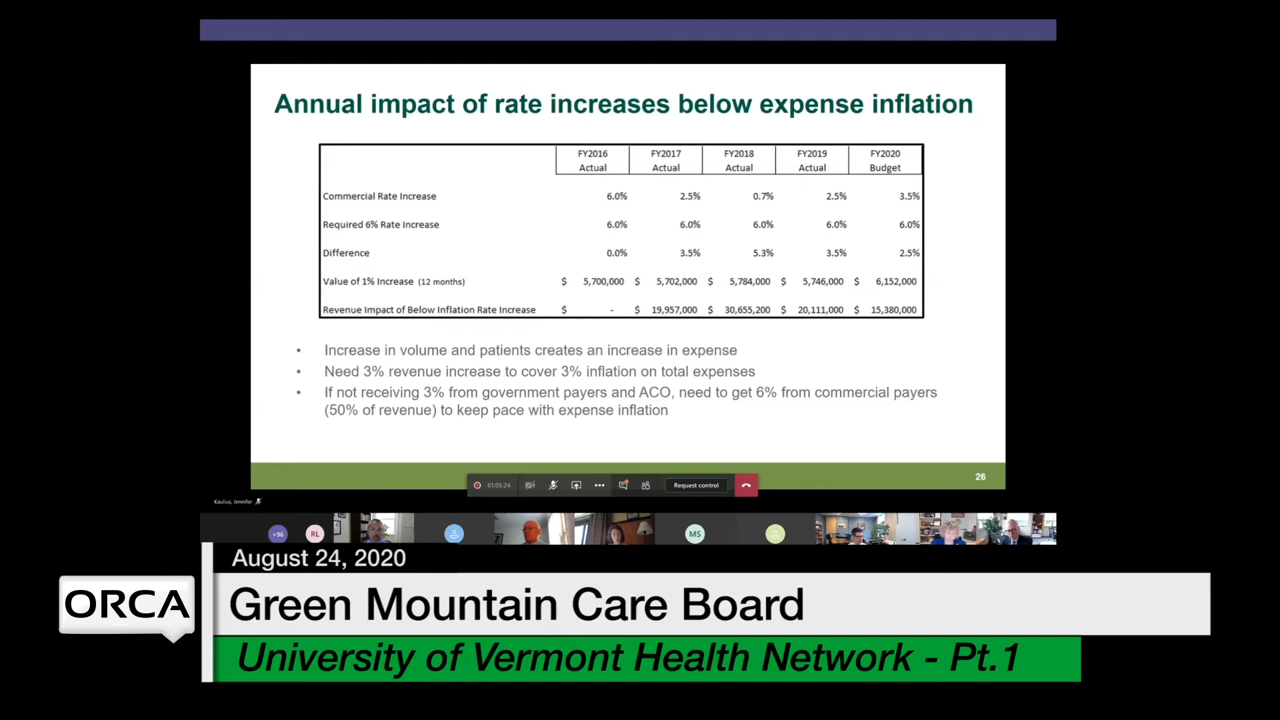 Annual impact of rate increases below expense inflation
FY2016 FY2017 FY2018 FY2019 FY2020
Actual Actual Actual Actual Budget
Commercial Rate Increase 6.0% 2.5% 0.7% 2.5% 3.5%
Required 6% Rate Increase 6.0% 6.0% 6.0% 6.0% 6.0%
Difference 0.0% 3.5% 5.3% 3.5% 2.5%
Value of 1% Increase (12 months) $ 5,700,000 $ 5,702,000 $ 5,784,000 $ 5,746,000 $ 6,152,000
Revenue Impact of Below Inflation Rate Increase $ - $ 19,957,000 $ 30,655,200 $ 20,111,000 $ 15,380,000
• Increase in volume and patients creates an increase in expense
• Need 3% revenue increase to cover 3% inflation on total expenses
• If not receiving 3% from government payers and ACO, need to get 6% from commercial payers
(50% of revenue) to keep pace with expense inflation
26
01:05:24 Request control
Kaulius, Jennifer
+96 RL MS
August 24, 2020
ORCA
Green Mountain Care Board
University of Vermont Health Network - Pt.1